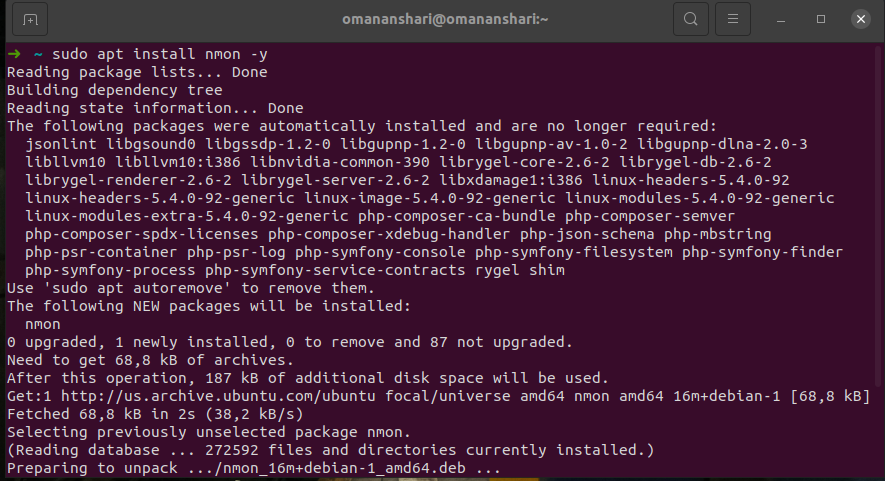 omananshari@omananshari:~
➜ ~ sudo apt install nmon -y
Reading package lists... Done
Building dependency tree
Reading state information... Done
The following packages were automatically installed and are no longer required:
jsonlint libgsound0 libgssdp-1.2-0 libgupnp-1.2-0 libgupnp-av-1.0-2 libgupnp-dlna-2.0-3
libllvm10 libllvm10:i386 libnvidia-common-390 librygel-core-2.6-2 librygel-db-2.6-2
librygel-renderer-2.6-2 librygel-server-2.6-2 libxdamage1:i386 linux-headers-5.4.0-92
linux-headers-5.4.0-92-generic linux-image-5.4.0-92-generic linux-modules-5.4.0-92-generic
linux-modules-extra-5.4.0-92-generic php-composer-ca-bundle php-composer-semver
php-composer-spdx-licenses php-composer-xdebug-handler php-json-schema php-mbstring
php-psr-container php-psr-log php-symfony-console php-symfony-filesystem php-symfony-finder
php-symfony-process php-symfony-service-contracts rygel shim
Use 'sudo apt autoremove' to remove them.
The following NEW packages will be installed:
nmon
0 upgraded, 1 newly installed, 0 to remove and 87 not upgraded.
Need to get 68,8 kB of archives.
After this operation, 187 kB of additional disk space will be used.
Get:1 http://us.archive.ubuntu.com/ubuntu focal/universe amd64 nmon amd64 16m+debian-1 [68,8 kB]
Fetched 68,8 kB in 2s (38,2 kB/s)
Selecting previously unselected package nmon.
(Reading database ... 272592 files and directories currently installed.)
Preparing to unpack .../nmon_16m+debian-1_amd64.deb ...